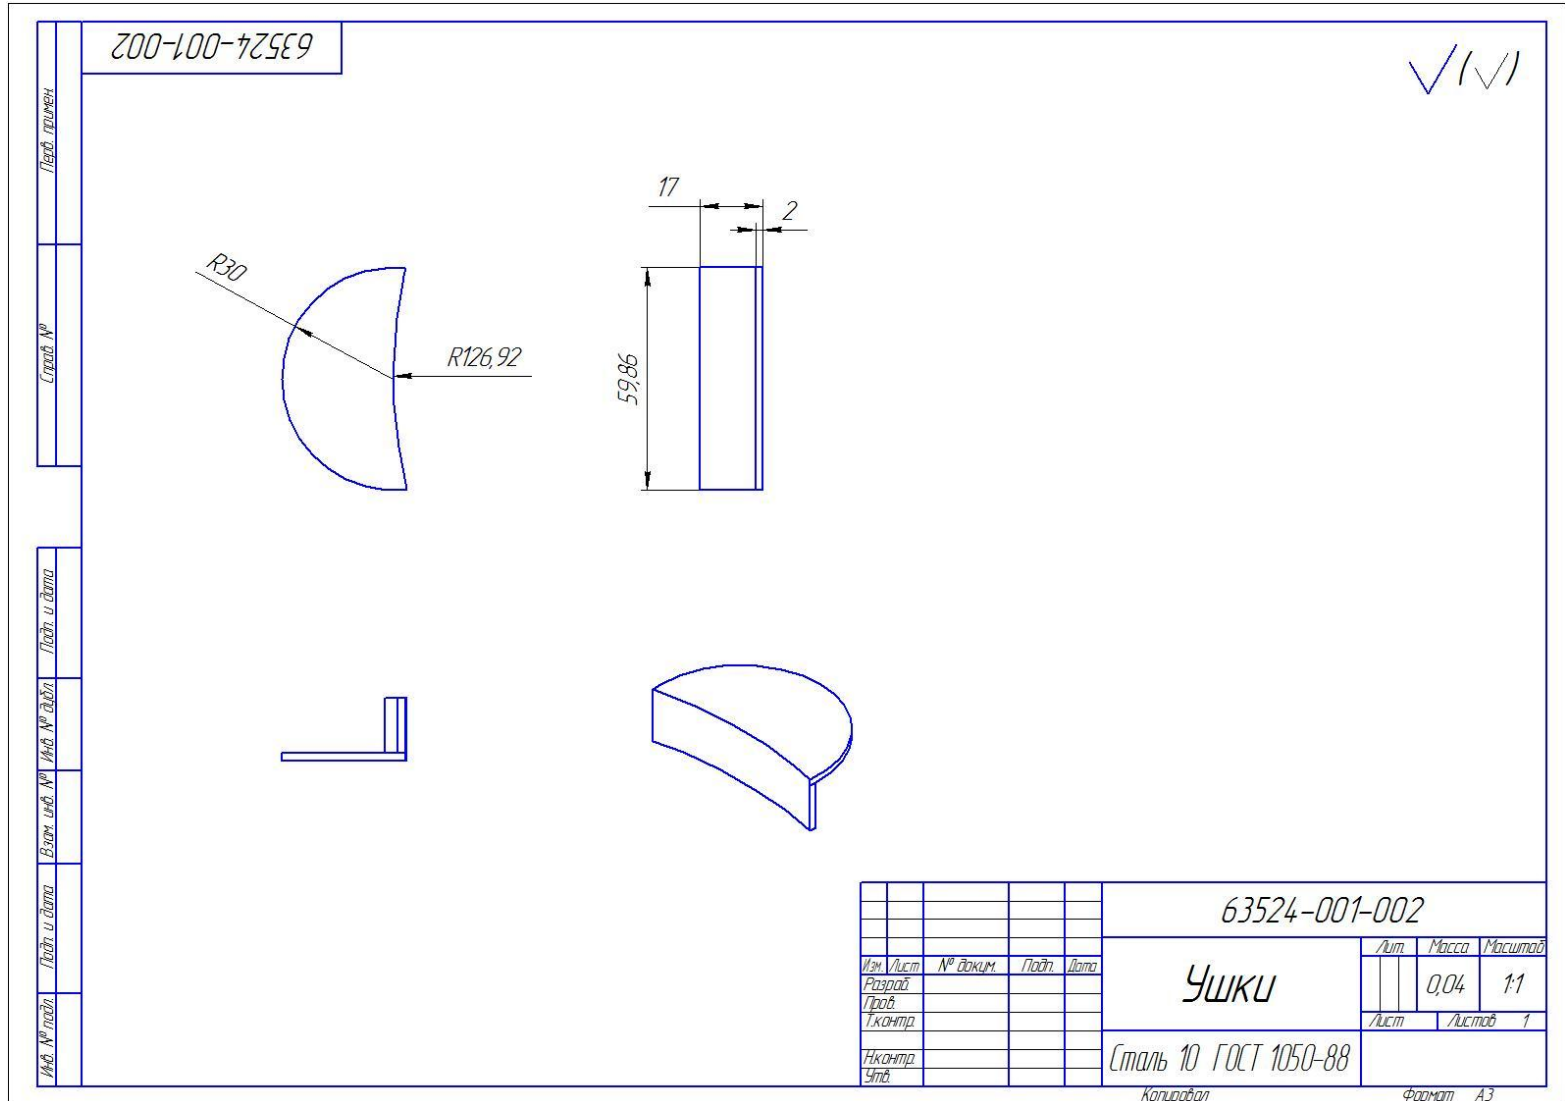 63524-001-002
Перв. примен.
Справ. №
Подп. и дата
Инв. № дубл.
Взам. инв. №
Подп. и дата
Инв. № подл.
R30
R126,92
17
2
59,86
63524-001-002
Изм. Лист № докум. Подп. Дата
Разраб.
Пров.
Т.контр.
Н.контр.
Утв.
Ушки
Лит. Масса Масштаб
0,04 1:1
Лист Листов 1
Сталь 10 ГОСТ 1050-88
Копировал Формат А3